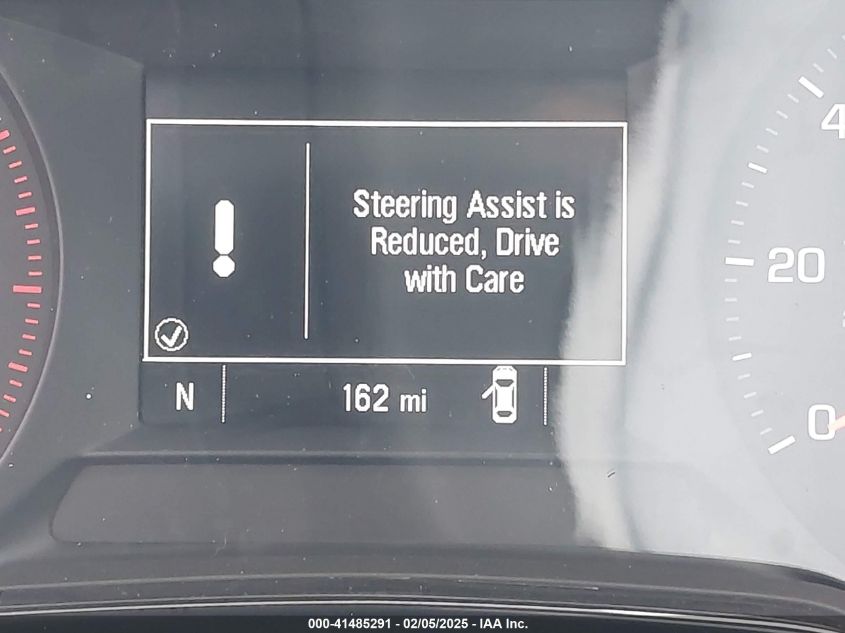 Steering Assist is
Reduced, Drive
with Care
N 162 mi
4
20
0
000-41485291 - 02/05/2025 - IAA Inc.